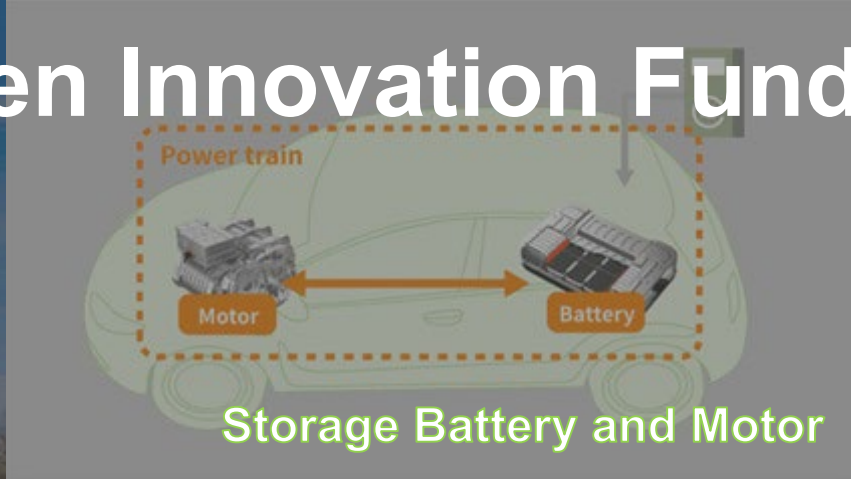 en Innovation Fund
Power train
Motor
Battery
Storage Battery and Motor